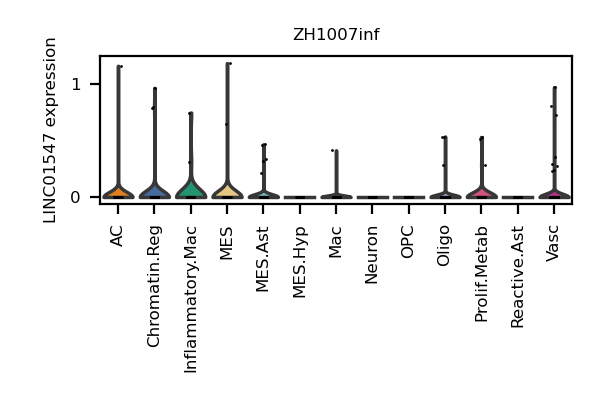 ZH1007inf
LINC01547 expression
1
0
AC
Chromatin.Reg
Inflammatory.Mac
MES
MES.Ast
MES.Hyp
Mac
Neuron
OPC
Oligo
Prolif.Metab
Reactive.Ast
Vasc